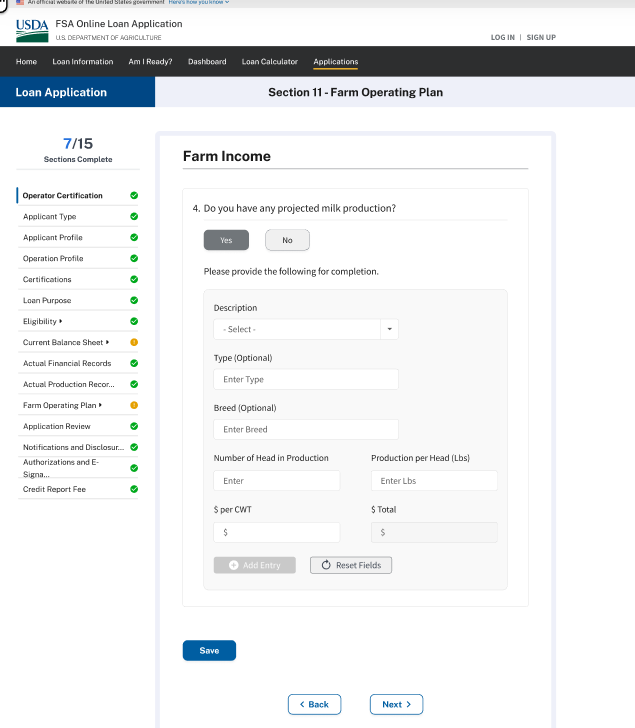 An official website of the United States government Here's how you know
USDA FSA Online Loan Application
U.S. DEPARTMENT OF AGRICULTURE
LOG IN | SIGN UP
Home Loan Information Am I Ready? Dashboard Loan Calculator Applications
Loan Application
Section 11 - Farm Operating Plan
7/15
Sections Complete
Operator Certification
Applicant Type
Applicant Profile
Operation Profile
Certifications
Loan Purpose
Eligibility
Current Balance Sheet
Actual Financial Records
Actual Production Recor...
Farm Operating Plan
Application Review
Notifications and Disclosur...
Authorizations and E-
Signa...
Credit Report Fee
Farm Income
4. Do you have any projected milk production?
Yes No
Please provide the following for completion.
Description
- Select -
Type (Optional)
Enter Type
Breed (Optional)
Enter Breed
Number of Head in Production Production per Head (Lbs)
Enter Enter Lbs
$ per CWT $ Total
$ $
Add Entry Reset Fields
Save
< Back Next >